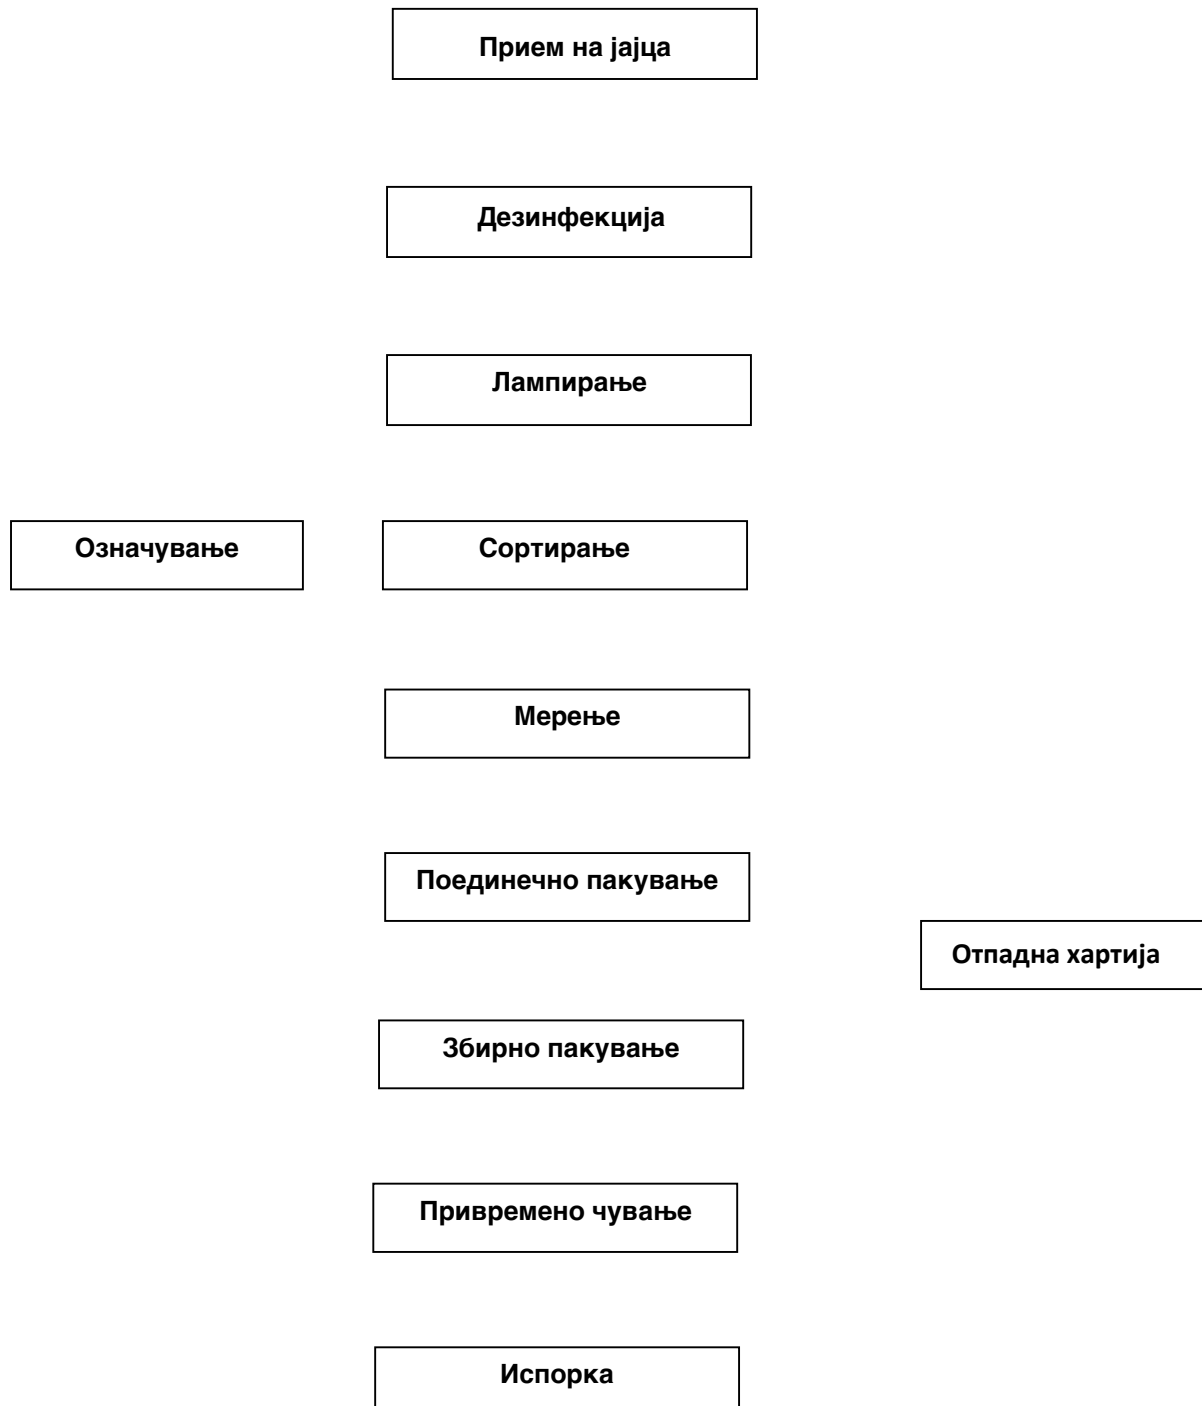 Прием на јајца
Дезинфекција
Лампирање
Означување
Сортирање
Мерење
Поединечно пакување
Отпадна хартија
Збирно пакување
Привремено чување
Испорка